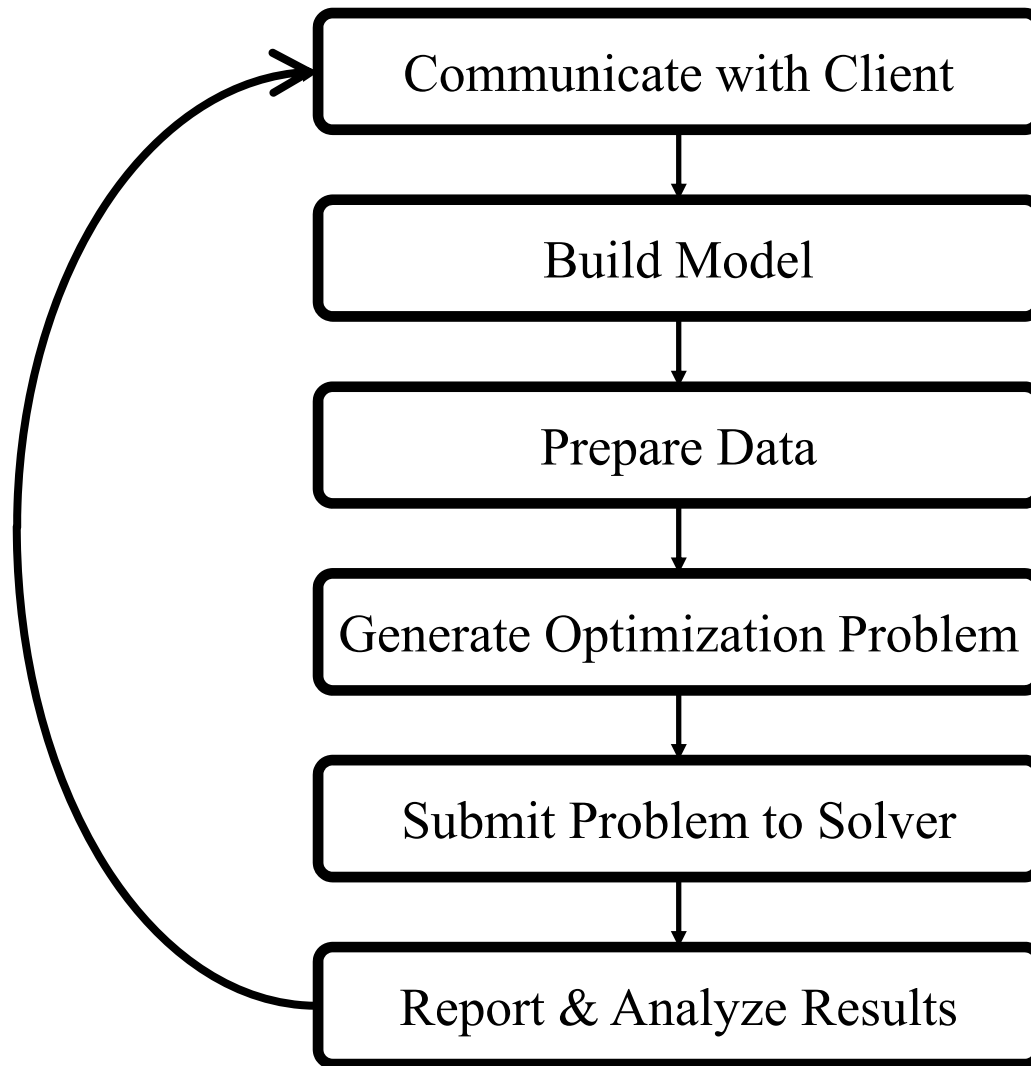 Communicate with Client
Build Model
Prepare Data
Generate Optimization Problem
Submit Problem to Solver
Report & Analyze Results